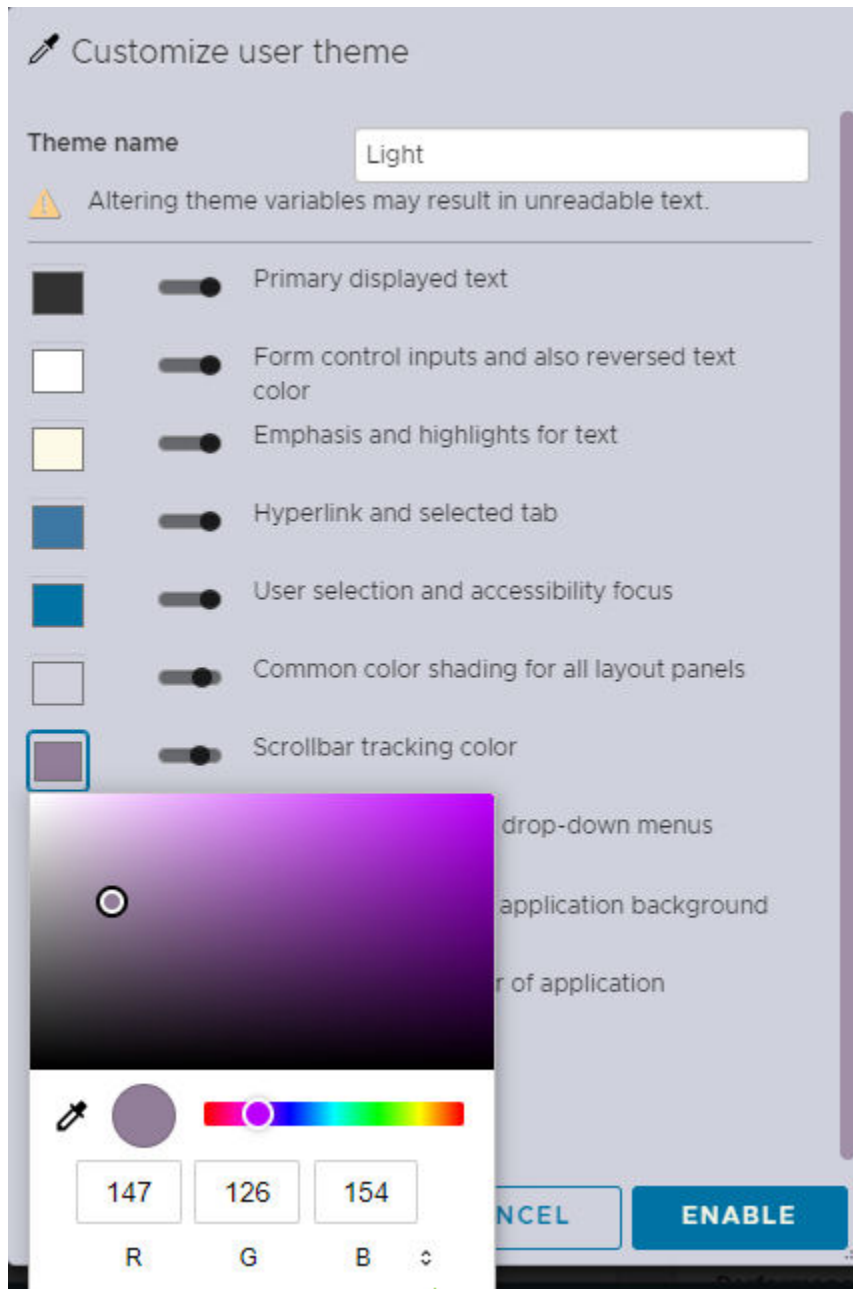 Customize user theme
Theme name
Light
Altering theme variables may result in unreadable text.
Primary displayed text
Form control inputs and also reversed text
color
Emphasis and highlights for text
Hyperlink and selected tab
User selection and accessibility focus
Common color shading for all layout panels
Scrollbar tracking color
drop-down menus
application background
r of application
147 126 154
R G B
NCEL
ENABLE